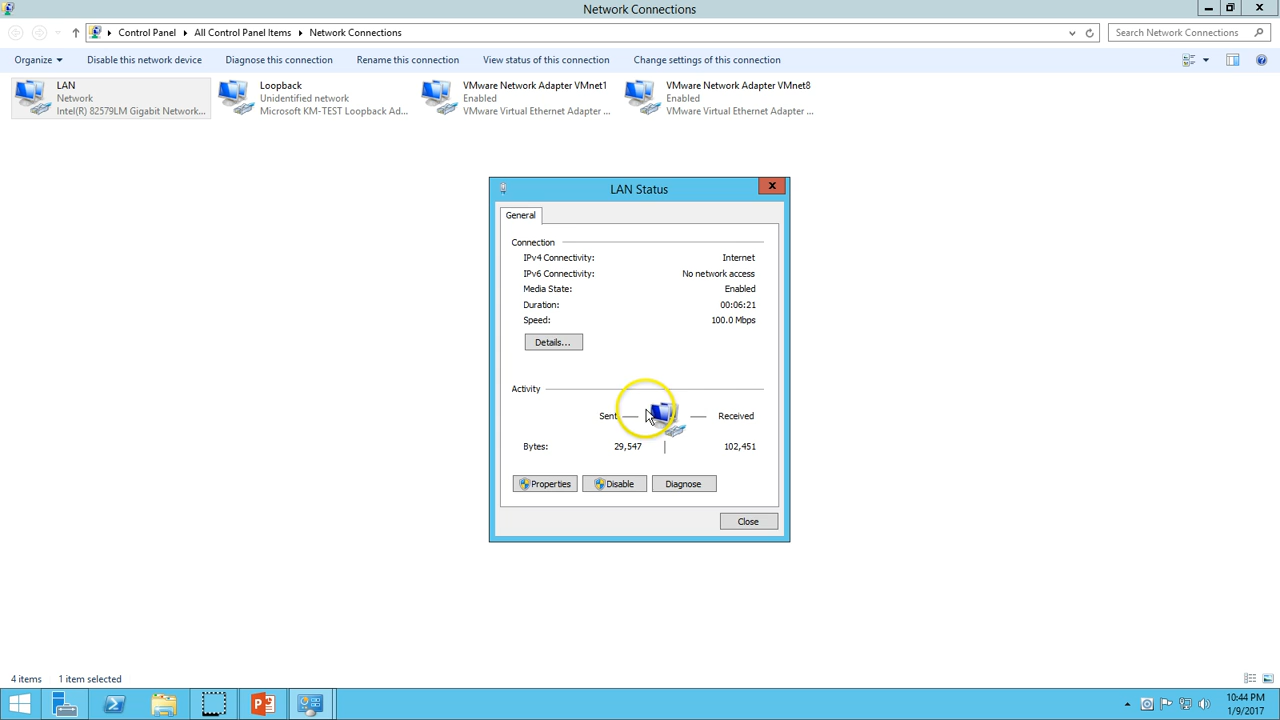 Network Connections
Control Panel All Control Panel Items Network Connections
Search Network Connections
Organize Disable this network device Diagnose this connection Rename this connection View status of this connection Change settings of this connection
LAN
Network
Intel(R) 82579LM Gigabit Network...
Loopback
Unidentified network
Microsoft KM-TEST Loopback Ad...
VMware Network Adapter VMnet1
Enabled
VMware Virtual Ethernet Adapter ...
VMware Network Adapter VMnet8
Enabled
VMware Virtual Ethernet Adapter ...
LAN Status
General
Connection
IPv4 Connectivity: Internet
IPv6 Connectivity: No network access
Media State: Enabled
Duration: 00:06:21
Speed: 100.0 Mbps
Details...
Activity
Sent Received
Bytes: 29,547 102,451
Properties Disable Diagnose
Close
4 items 1 item selected
10:44 PM
1/9/2017